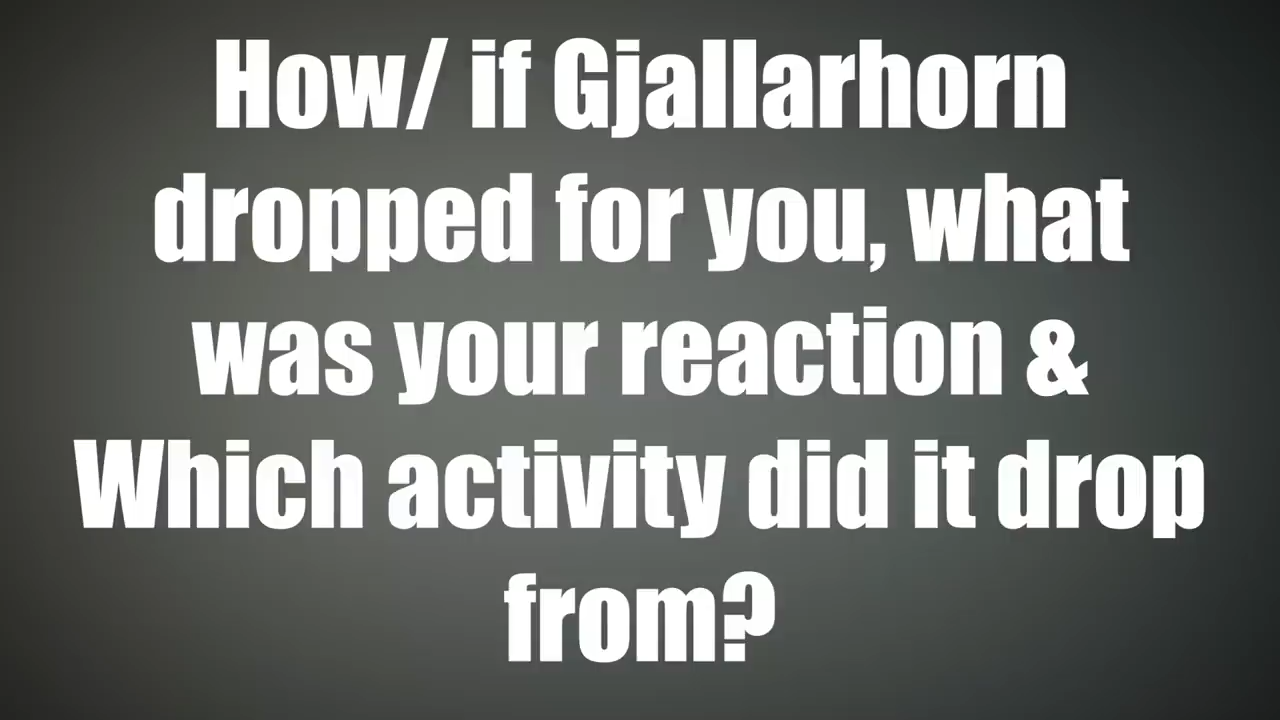 How/ if Gjallarhorn
dropped for you, what
was your reaction &
Which activity did it drop
from?